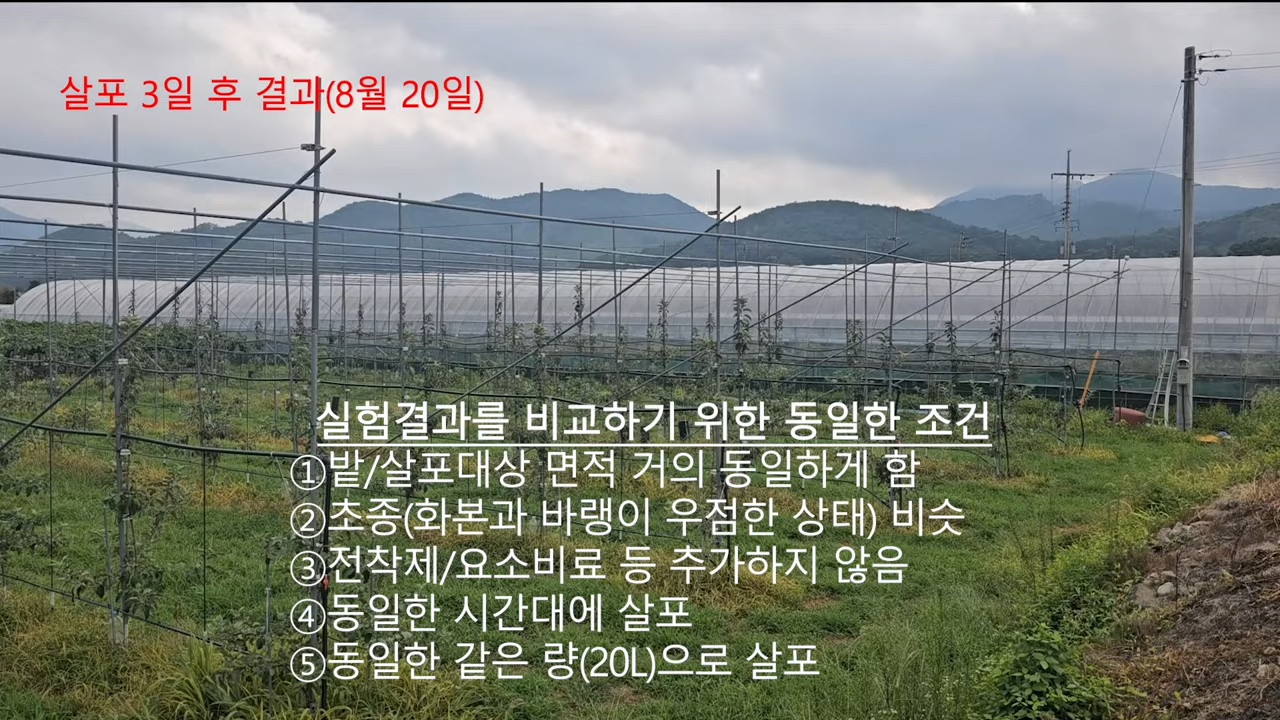 살포 3일 후 결과(8월 20일)
실험결과를 비교하기 위한 동일한 조건
①밭/살포대상 면적 거의 동일하게 함
②초종(화본과 바랭이 우점한 상태) 비슷
③전착제/요소비료 등 추가하지 않음
④동일한 시간대에 살포
⑤동일한 같은 량(20L)으로 살포